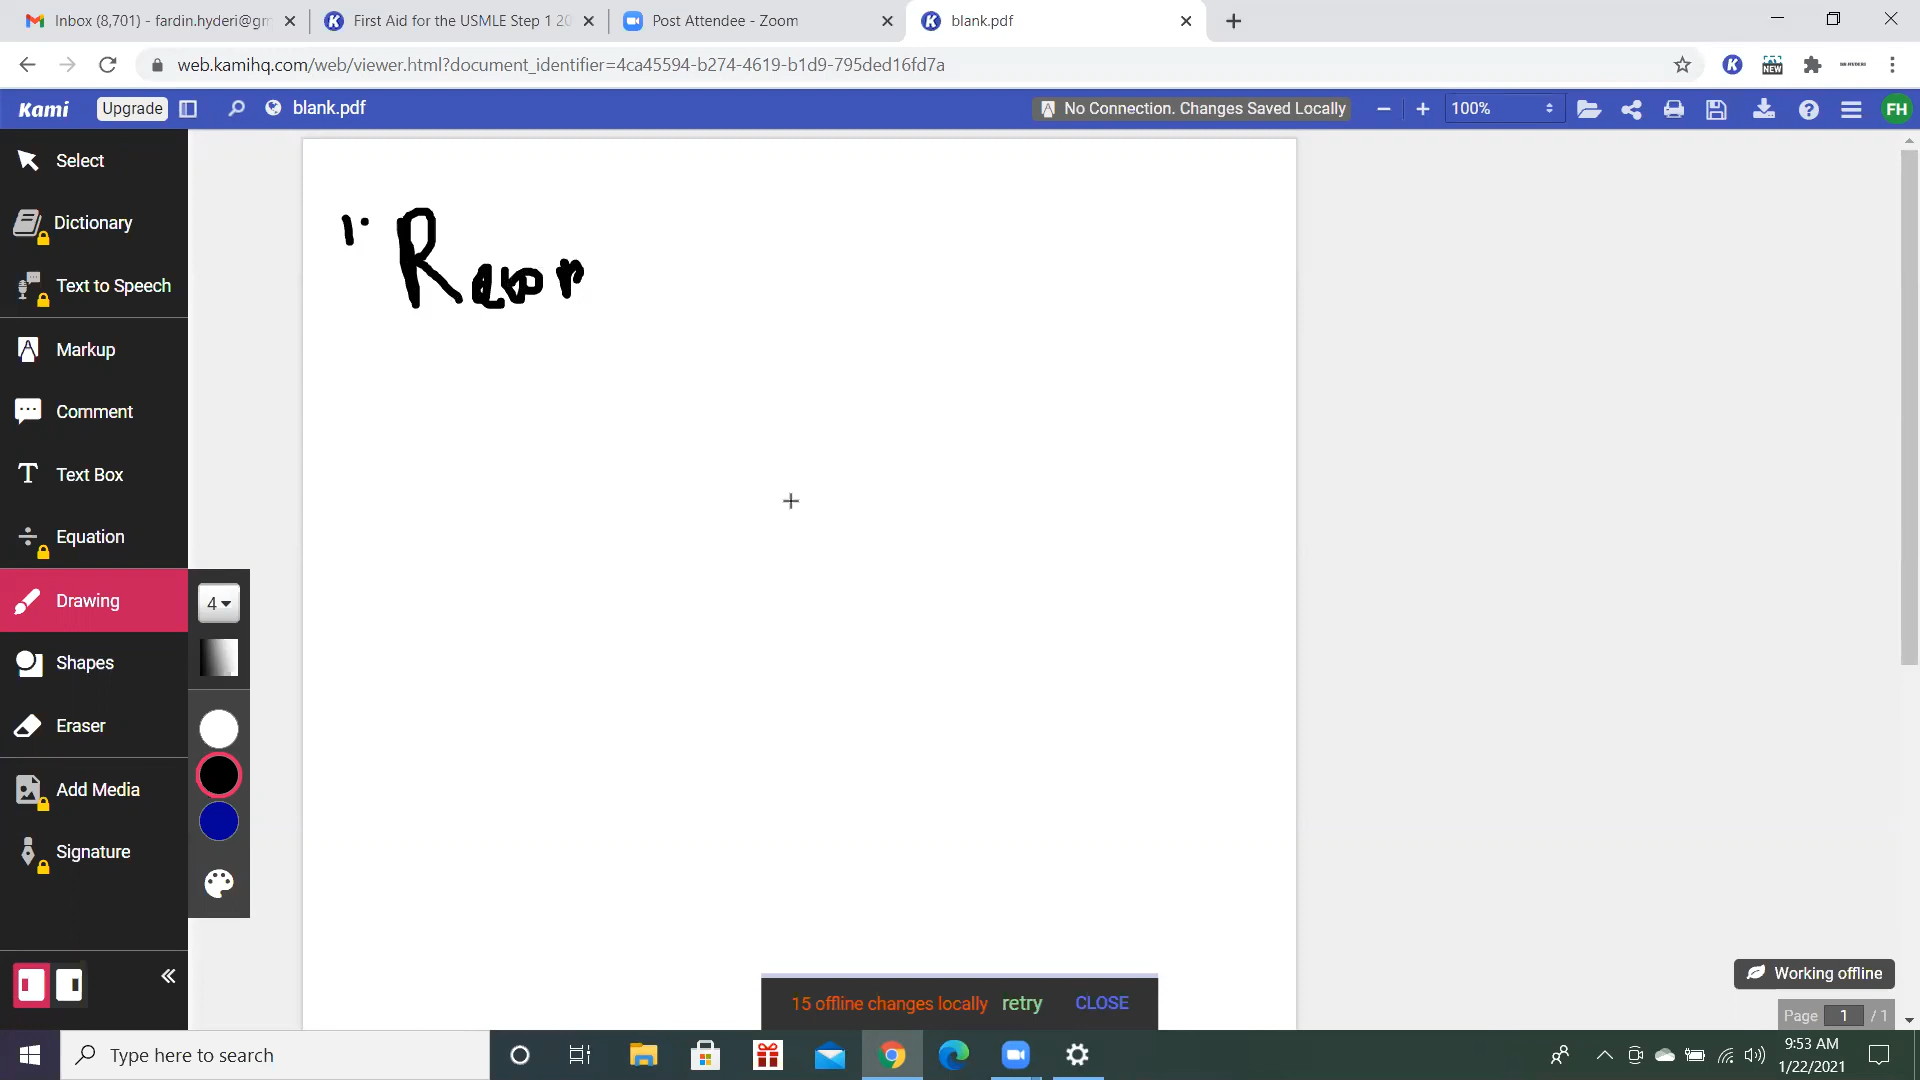 Inbox (8,701) - fardin.hyderi@gm
First Aid for the USMLE Step 1 20
Post Attendee - Zoom
blank.pdf
web.kamihq.com/web/viewer.html?document_identifier=4ca45594-b274-4619-b1d9-795ded16fd7a
NEW
Kami
Upgrade
blank.pdf
No Connection. Changes Saved Locally
100%
FH
Select
Dictionary
Text to Speech
Markup
Comment
Text Box
Equation
Drawing
4
Shapes
Eraser
Add Media
Signature
1.
Working offline
15 offline changes locally retry CLOSE
Page 1 / 1
Type here to search
9:53 AM
1/22/2021